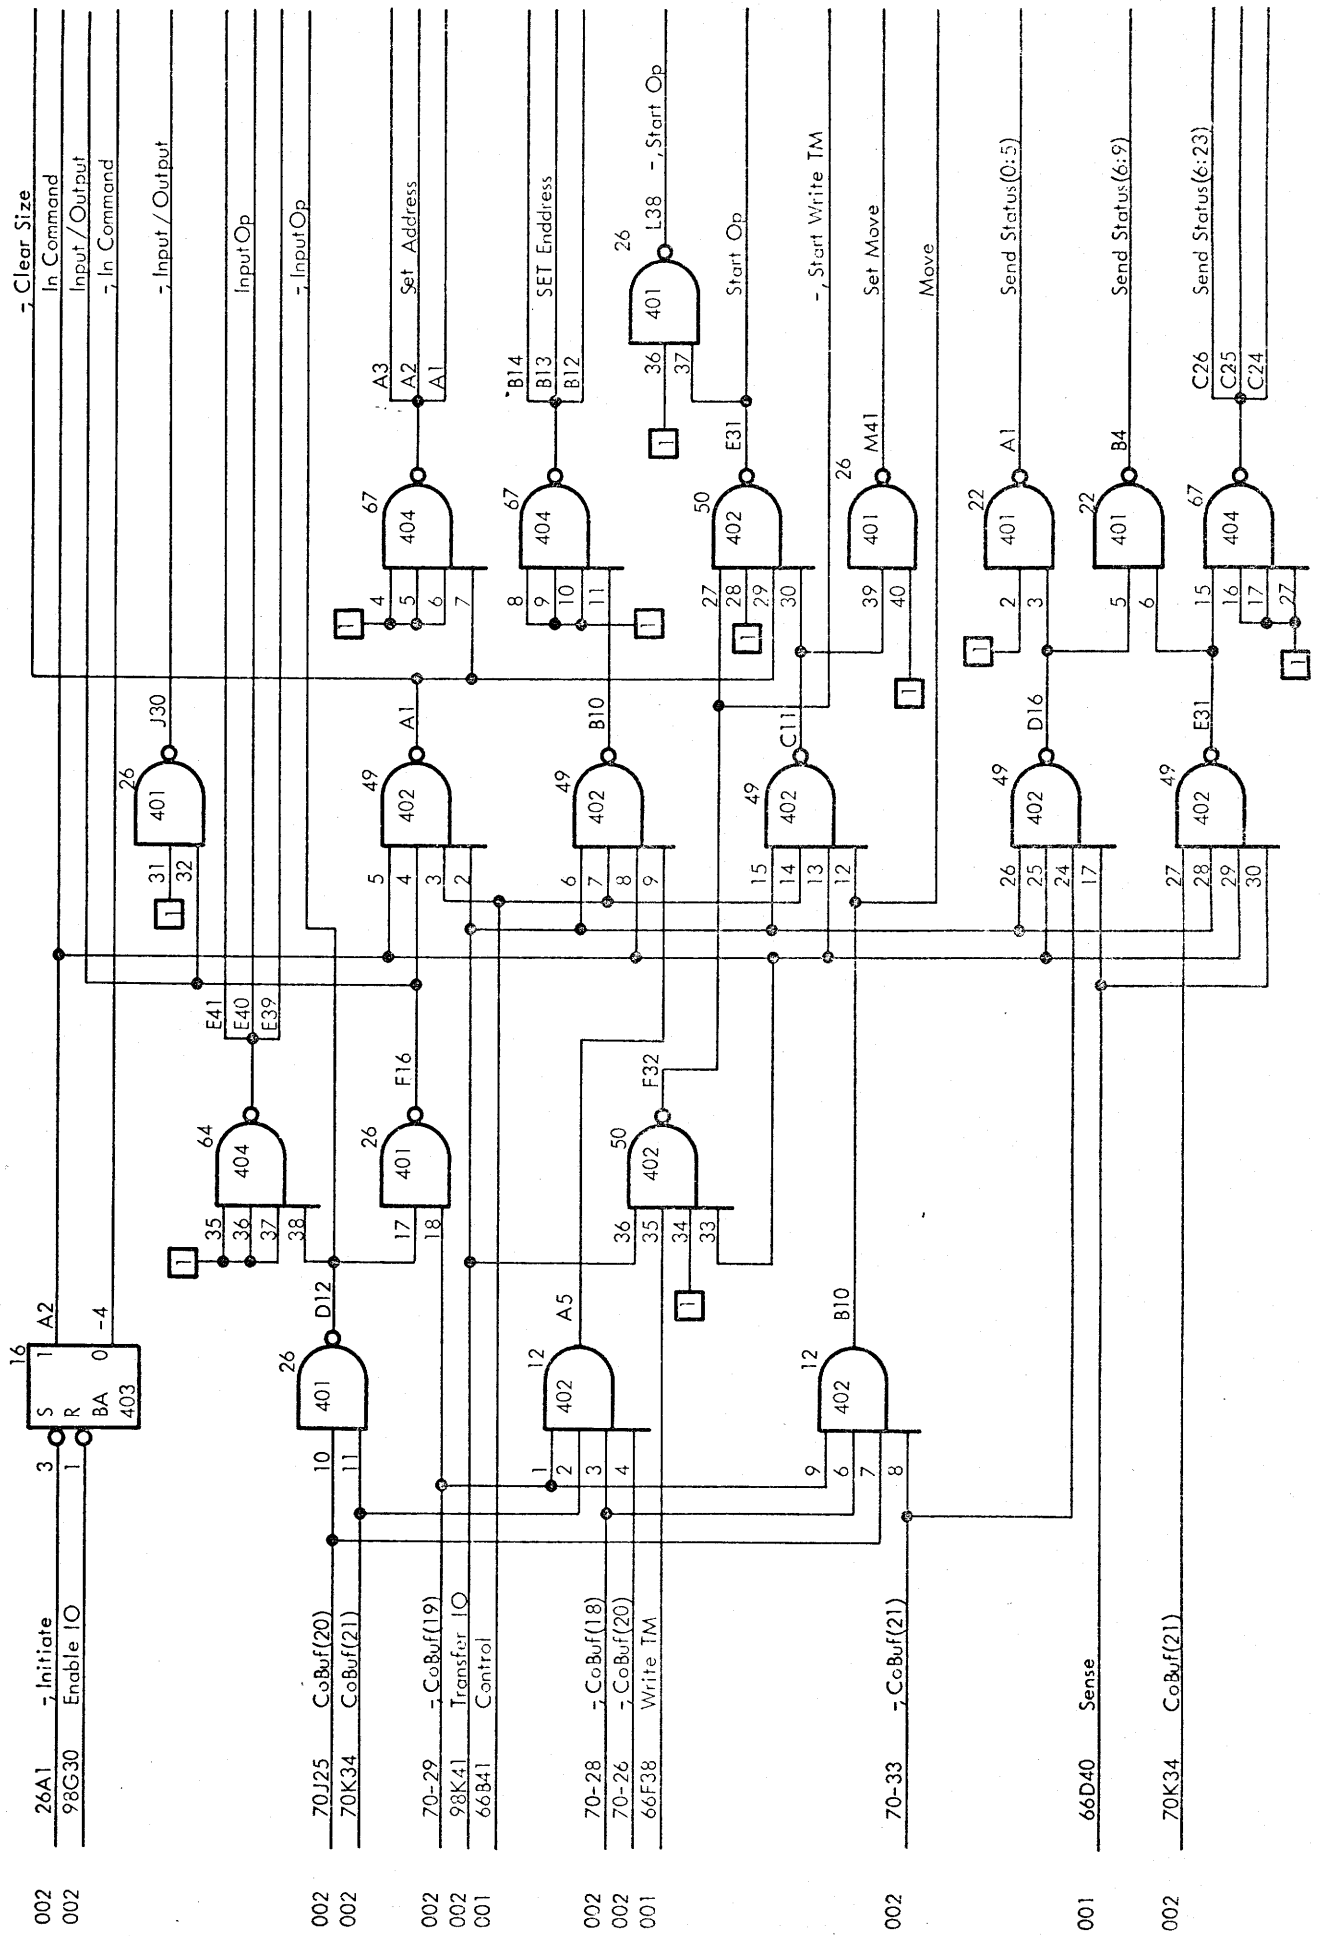 002 26A1 -, Initiate 3
002 98G30 Enable IO 1
16
S 1 A2
R
BA 0 -4
403
-, Clear Size
In Command
Input / Output
-, In Command
31 32 401 26 J30 -, Input / Output
1
E41
E40
E39
Input Op
-, Input Op
35 36 37 38 404 64
1
002 70J25 CoBuf(20) 10
002 70K34 CoBuf(21) 11
401 26 D12
17 18 401 26 F16
002 70-29 -, CoBuf(19)
002 98K41 Transfer IO
001 66B41 Control
5 4 3 2 402 49 A1
1
4 5 6 7 404 67
A3
A2
A1
Set Address
002 70-28 -, CoBuf(18)
002 70-26 -, CoBuf(20)
001 66F38 Write TM
1 2 3 4 402 12 A5
6 7 8 9 402 49 B10
8 9 10 11 404 67
1
B14
B13
B12
SET Enddress
36 35 34 33 402 50 F32
1
27 28 29 30 402 50 E31 Start Op
1
36 37 401 26 L38 -, Start Op
1
-, Start Write TM
15 14 13 12 402 49 C11
39 40 401 26 M41 Set Move
1
Move
9 6 7 8 402 12 B10
002 70-33 -, CoBuf(21)
26 25 24 17 402 49 D16
1
2 3 401 22 A1 Send Status(0:5)
5 6 401 22 B4 Send Status(6:9)
001 66D40 Sense
002 70K34 CoBuf(21)
27 28 29 30 402 49 E31
15 16 17 27 404 67
1
C26
C25
C24
Send Status(6:23)